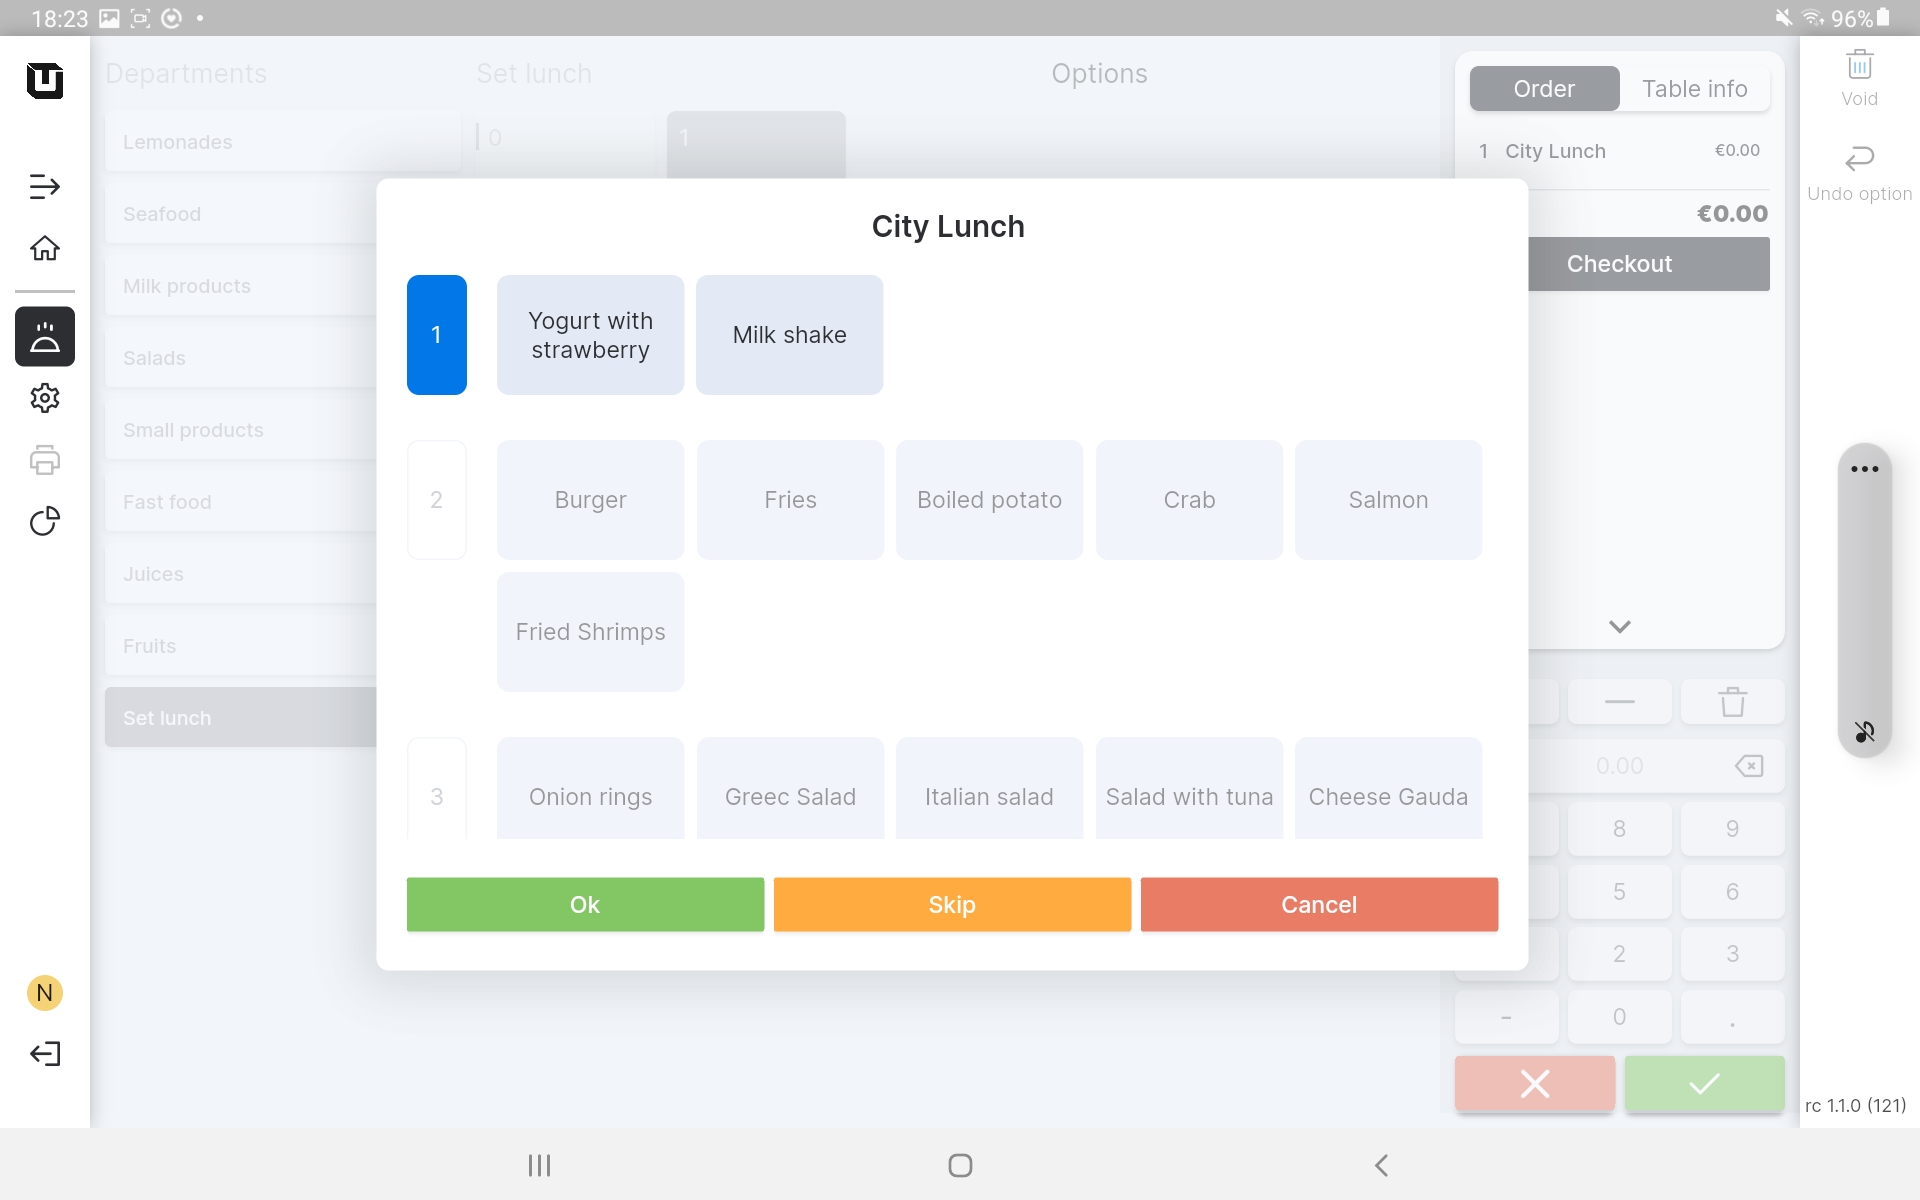 18:23
96%
Departments
Set lunch
Options
Lemonades
Seafood
Milk products
Salads
Small products
Fast food
Juices
Fruits
Set lunch
0
1
Order
Table info
1 City Lunch €0.00
€0.00
Checkout
Void
Undo option
City Lunch
1
Yogurt with
strawberry
Milk shake
2
Burger
Fries
Boiled potato
Crab
Salmon
Fried Shrimps
3
Onion rings
Greec Salad
Italian salad
Salad with tuna
Cheese Gauda
Ok
Skip
Cancel
0.00
8
9
5
6
2
3
-
0
.
N
rc 1.1.0 (121)